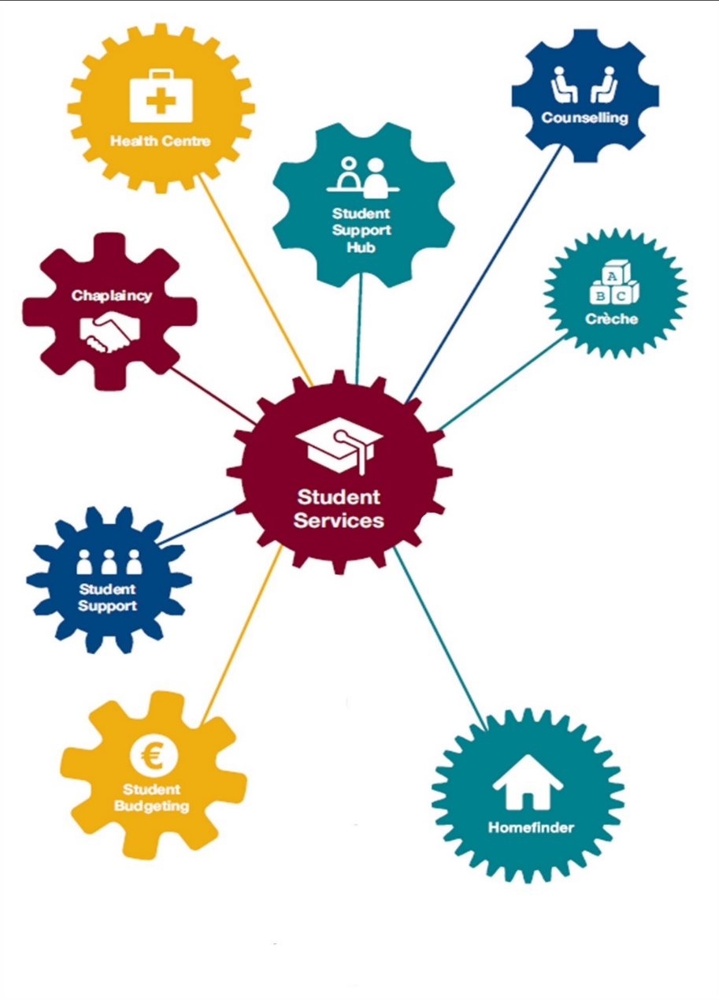 Health Centre
Counselling
Student
Support
Hub
Chaplaincy
A
B C
Crèche
Student
Services
Student
Support
€
Student
Budgeting
Homefinder